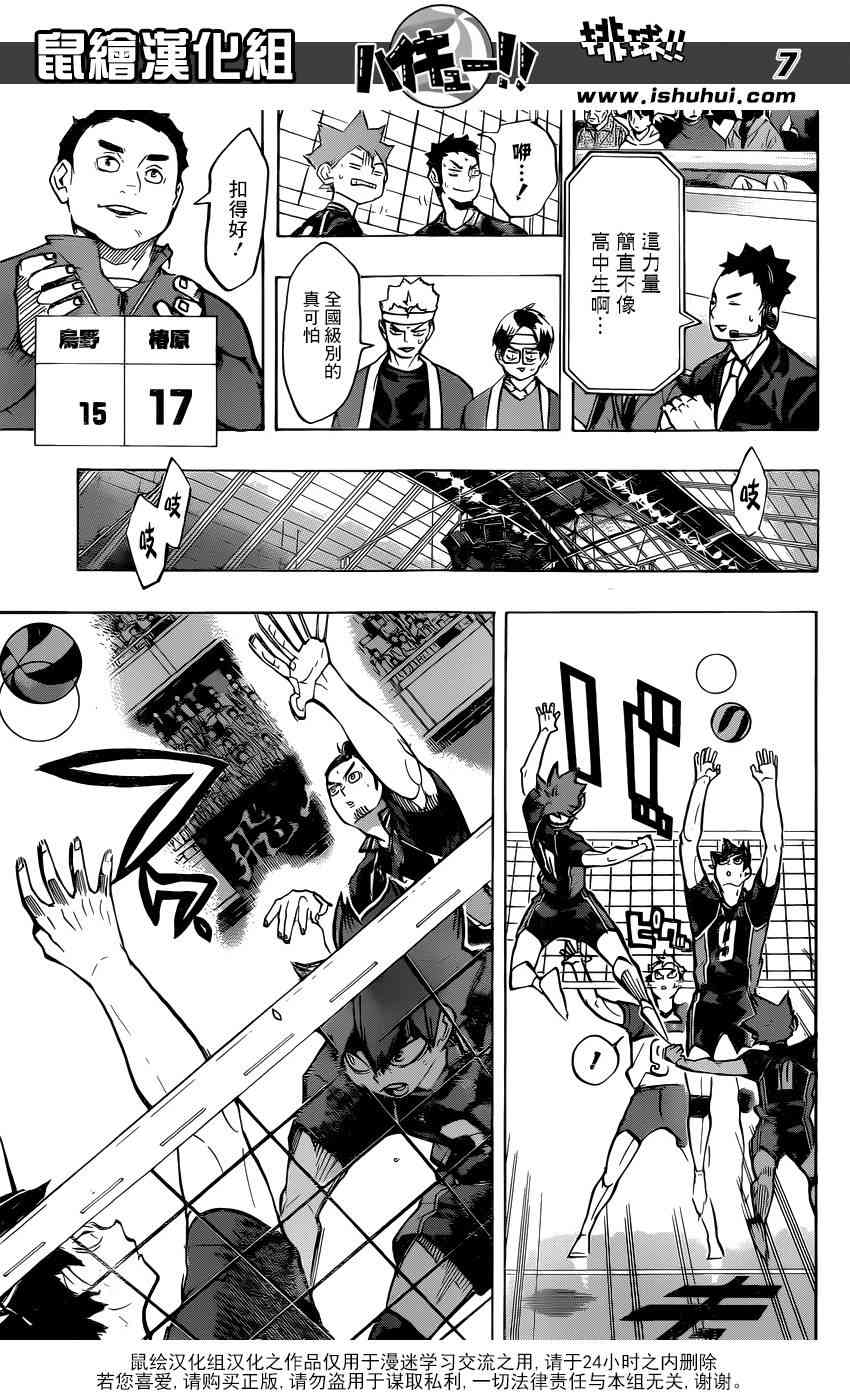 鼠繪漢化組
ハイキュー!!
排球!!
7
www.ishuhui.com
這力量
簡直不像
高中生啊…
咿…!
全國級別的
真可怕
扣得好!
烏野
椿原
15
17
吱
吱
吱
飛
9
ピクッ
!
キュ
鼠绘汉化组汉化之作品仅用于漫迷学习交流之用, 请于24小时之内删除
若您喜爱, 请购买正版, 请勿盗用于谋取私利, 一切法律责任与本组无关, 谢谢。